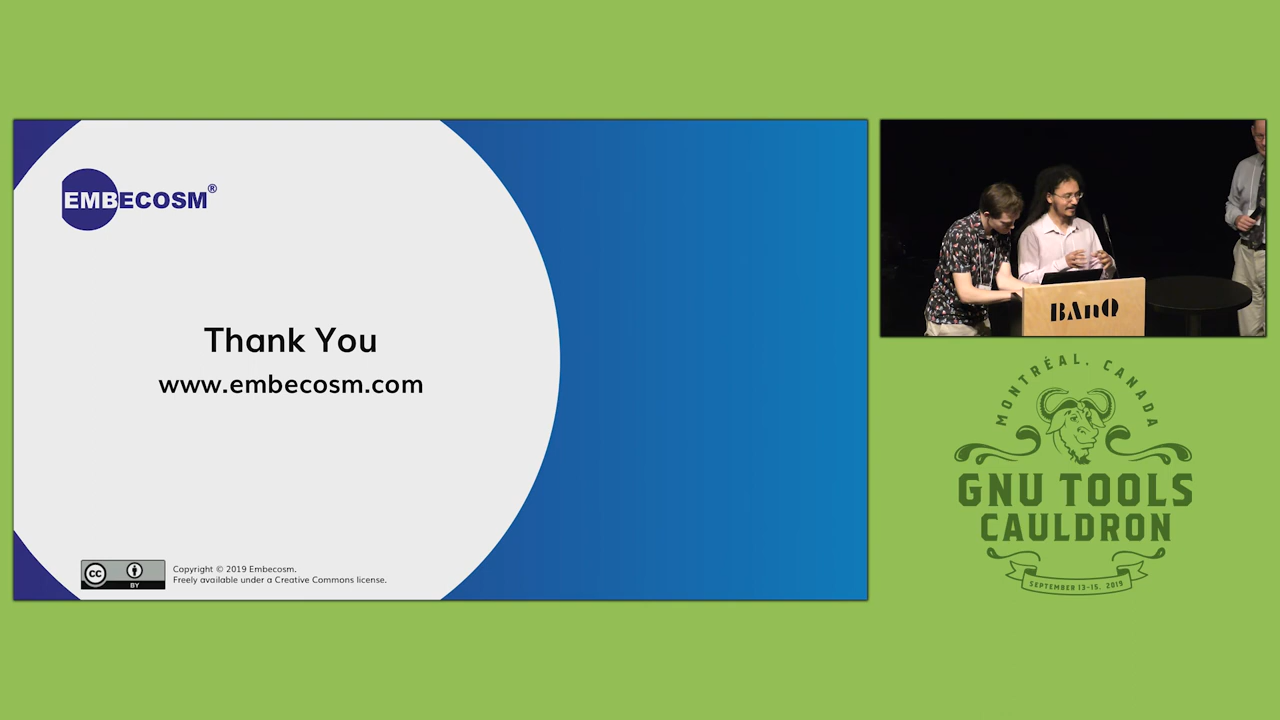 EMBECOSM®
Thank You
www.embecosm.com
cc
BY
Copyright © 2019 Embecosm.
Freely available under a Creative Commons license.
BAnQ
MONTRÉAL, CANADA
GNU TOOLS
CAULDRON
SEPTEMBER 13-15, 2019